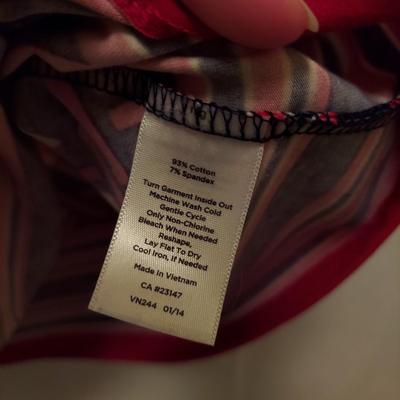 93% Cotton
7% Spandex
Turn Garment Inside Out
Machine Wash Cold
Gentle Cycle
Only Non-Chlorine
Bleach When Needed
Reshape,
Lay Flat To Dry
Cool Iron, If Needed
Made in Vietnam
CA #23147
VN244 01/14